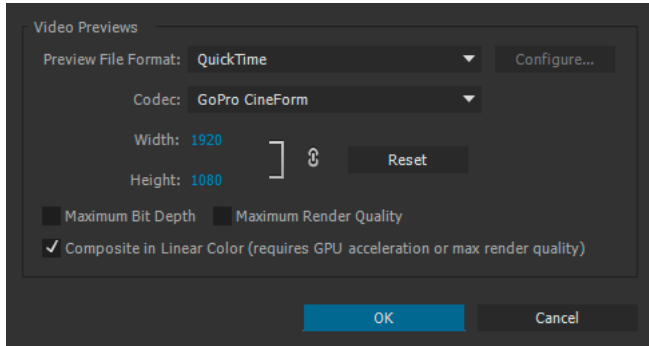 Video Previews
Preview File Format: QuickTime Configure...
Codec: GoPro CineForm
Width: 1920
Reset
Height: 1080
Maximum Bit Depth Maximum Render Quality
Composite in Linear Color (requires GPU acceleration or max render quality)
OK Cancel